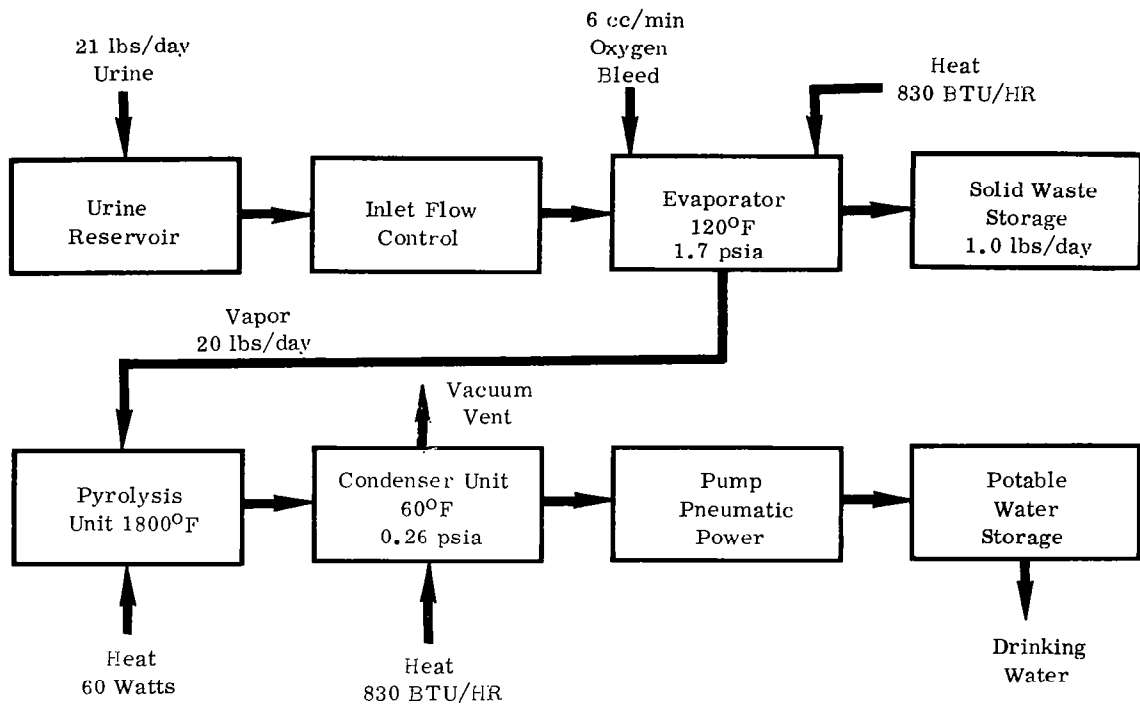 21 lbs/day
Urine
6 cc/min
Oxygen
Bleed
Heat
830 BTU/HR
Urine
Reservoir
Inlet Flow
Control
Evaporator
120°F
1.7 psia
Solid Waste
Storage
1.0 lbs/day
Vapor
20 lbs/day
Vacuum
Vent
Pyrolysis
Unit 1800°F
Condenser Unit
60°F
0.26 psia
Pump
Pneumatic
Power
Potable
Water
Storage
Heat
60 Watts
Heat
830 BTU/HR
Drinking
Water